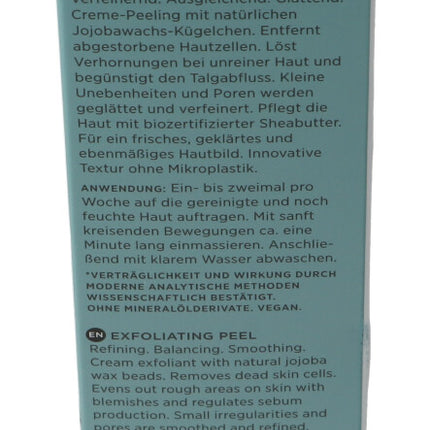 verfeinernd. Ausgleichend. Glättend.
Creme-Peeling mit natürlichen
Jojobawachs-Kügelchen. Entfernt
abgestorbene Hautzellen. Löst
Verhornungen bei unreiner Haut und
begünstigt den Talgabfluss. Kleine
Unebenheiten und Poren werden
geglättet und verfeinert. Pflegt die
Haut mit biozertifizierter Sheabutter.
Für ein frisches, geklärtes und
ebenmäßiges Hautbild. Innovative
Textur ohne Mikroplastik.
ANWENDUNG: Ein- bis zweimal pro
Woche auf die gereinigte und noch
feuchte Haut auftragen. Mit sanft
kreisenden Bewegungen ca. eine
Minute lang einmassieren. Anschlie-
ßend mit klarem Wasser abwaschen.
*VERTRÄGLICHKEIT UND WIRKUNG DURCH
MODERNE ANALYTISCHE METHODEN
WISSENSCHAFTLICH BESTÄTIGT.
OHNE MINERALÖLDERIVATE. VEGAN.
EN EXFOLIATING PEEL
Refining. Balancing. Smoothing.
Cream exfoliant with natural jojoba
wax beads. Removes dead skin cells.
Evens out rough areas on skin with
blemishes and regulates sebum
production. Small irregularities and
pores are smoothed and refined.